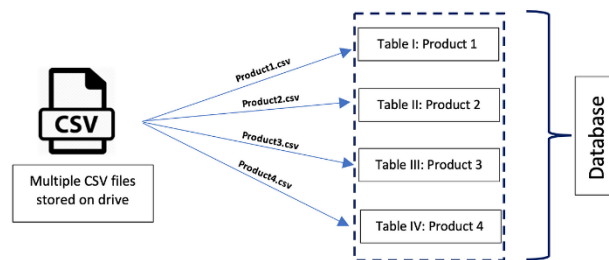 CSV
Multiple CSV files
stored on drive
Product1.csv
Product2.csv
Product3.csv
Product4.csv
Table I: Product 1
Table II: Product 2
Table III: Product 3
Table IV: Product 4
Database